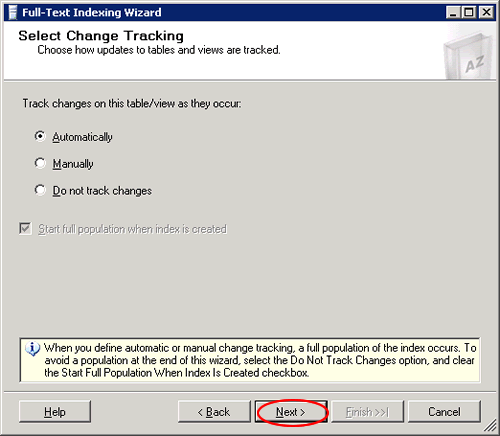 Full-Text Indexing Wizard
Select Change Tracking
Choose how updates to tables and views are tracked.
AZ
Track changes on this table/view as they occur:
Automatically
Manually
Do not track changes
Start full population when index is created
When you define automatic or manual change tracking, a full population of the index occurs. To
avoid a population at the end of this wizard, select the Do Not Track Changes option, and clear
the Start Full Population When Index Is Created checkbox.
Help
< Back
Next >
Finish >>|
Cancel